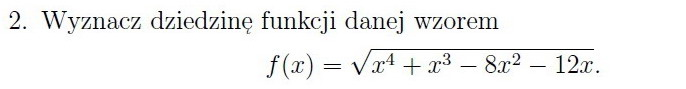 2. Wyznacz dziedzinę funkcji danej wzorem
f(x) = √(x⁴ + x³ − 8x² − 12x).